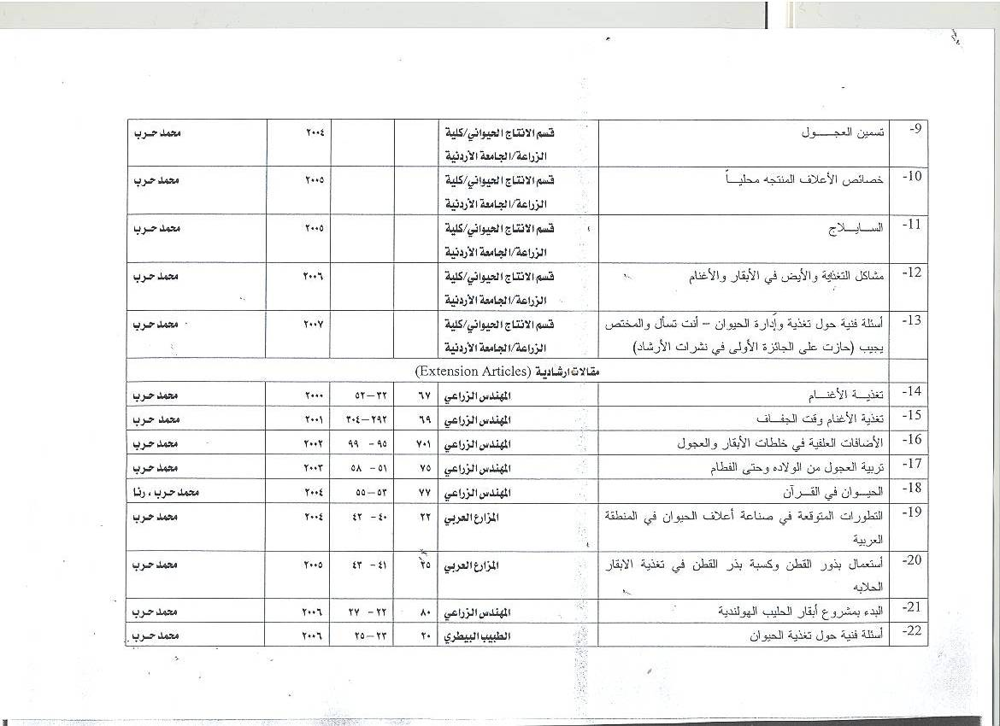 9- تسمين العجـــــول قسم الانتاج الحيواني/كلية ٢٠٠٤ محمد حرب
الزراعة/الجامعة الأردنية
10- خصائص الأعلاف المنتجه محليـــاً قسم الانتاج الحيواني/كلية ٢٠٠٥ محمد حرب
الزراعة/الجامعة الأردنية
11- الســـايـــلاج قسم الانتاج الحيواني/كلية ٢٠٠٥ محمد حرب
الزراعة/الجامعة الأردنية
12- مشاكل التغذية والأيض في الأبقار والأغنام قسم الانتاج الحيواني/كلية ٢٠٠٦ محمد حرب
الزراعة/الجامعة الأردنية
13- أسئلة فنية حول تغذية وإدارة الحيوان – أنت تسأل والمختص قسم الانتاج الحيواني/كلية ٢٠٠٧ محمد حرب
يجيب (حازت على الجائزة الأولى في نشرات الأرشاد) الزراعة/الجامعة الأردنية
مقالات ارشادية (Extension Articles)
14- تغذيـــة الأغنـــام المهندس الزراعي ٦٧ ٣٢–٥٢ ٢٠٠٠ محمد حرب
15- تغذية الأغنام وقت الجفـــاف المهندس الزراعي ٦٩ ٢٩٢–٣٠٤ ٢٠٠١ محمد حرب
16- الأضافات العلفية في خلطات الأبقار والعجول المهندس الزراعي ٧٠١ ٩٥ - ٩٩ ٢٠٠٢ محمد حرب
17- تربية العجول من الولاده وحتى الفطام المهندس الزراعي ٧٥ ٥١ – ٥٨ ٢٠٠٣ محمد حرب
18- الحيـــوان في القـــرآن المهندس الزراعي ٧٧ ٥٣–٥٥ ٢٠٠٤ محمد حرب ، رنا
19- التطورات المتوقعة في صناعة أعلاف الحيوان في المنطقة المزارع العربي ٢٢ ٤٠ - ٤٢ ٢٠٠٤ محمد حرب
العربية
20- أستعمال بذور القطن وكسبة بذر القطن في تغذية الابقار المزارع العربي ٢٥ ٤١ – ٤٣ ٢٠٠٥ محمد حرب
الحلابه
21- البدء بمشروع أبقار الحليب الهولندية المهندس الزراعي ٨٠ ٢٢ – ٢٧ ٢٠٠٦ محمد حرب
22- أسئلة فنية حول تغذية الحيوان الطبيب البيطري ٢٠ ٢٣–٢٥ ٢٠٠٦ محمد حرب